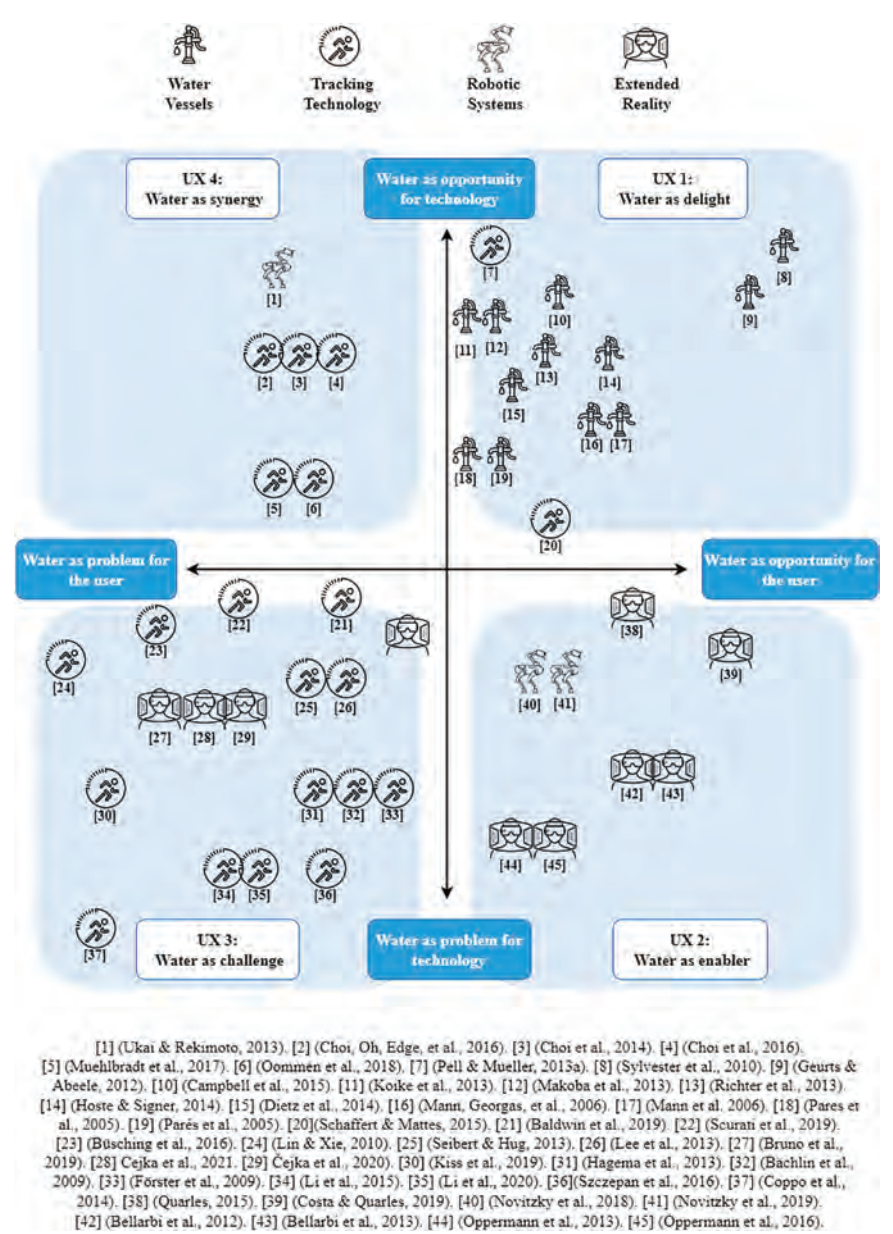 Water
Vessels
Tracking
Technology
Robotic
Systems
Extended
Reality
UX 4:
Water as synergy
Water as opportunity
for technology
UX 1:
Water as delight
[1]
[2] [3] [4]
[5] [6]
[7]
[8]
[9]
[10]
[11] [12]
[13]
[14]
[15]
[16] [17]
[18] [19]
[20]
Water as problem for
the user
Water as opportunity for
the user
[21]
[22]
[23]
[24]
[25] [26]
[27] [28] [29]
[30]
[31] [32] [33]
[34] [35]
[36]
[37]
[38]
[39]
[40] [41]
[42] [43]
[44] [45]
UX 3:
Water as challenge
Water as problem for
technology
UX 2:
Water as enabler
[1] (Ukai & Rekimoto, 2013). [2] (Choi, Oh, Edge, et al., 2016). [3] (Choi et al., 2014). [4] (Choi et al., 2016).
[5] (Muehlbradt et al., 2017). [6] (Oommen et al., 2018). [7] (Pell & Mueller, 2013a). [8] (Sylvester et al., 2010). [9] (Geurts &
Abeele, 2012). [10] (Campbell et al., 2015). [11] (Koike et al., 2013). [12] (Makoba et al., 2013). [13] (Richter et al., 2013).
[14] (Hoste & Signer, 2014). [15] (Dietz et al., 2014). [16] (Mann, Georgas, et al., 2006). [17] (Mann et al. 2006). [18] (Pares et
al., 2005). [19] (Parés et al., 2005). [20](Schaffert & Mattes, 2015). [21] (Baldwin et al., 2019). [22] (Scurati et al., 2019).
[23] (Büsching et al., 2016). [24] (Lin & Xie, 2010). [25] (Seibert & Hug, 2013). [26] (Lee et al., 2013). [27] (Bruno et al.,
2019). [28] Cejka et al., 2021. [29] Čejka et al., 2020). [30] (Kiss et al., 2019). [31] (Hagema et al., 2013). [32] (Bächlin et al.,
2009). [33] (Förster et al., 2009). [34] (Li et al., 2015). [35] (Li et al., 2020). [36](Szczepan et al., 2016). [37] (Coppo et al.,
2014). [38] (Quarles, 2015). [39] (Costa & Quarles, 2019). [40] (Novitzky et al., 2018). [41] (Novitzky et al., 2019).
[42] (Bellarbi et al., 2012). [43] (Bellarbi et al., 2013). [44] (Oppermann et al., 2013). [45] (Oppermann et al., 2016).